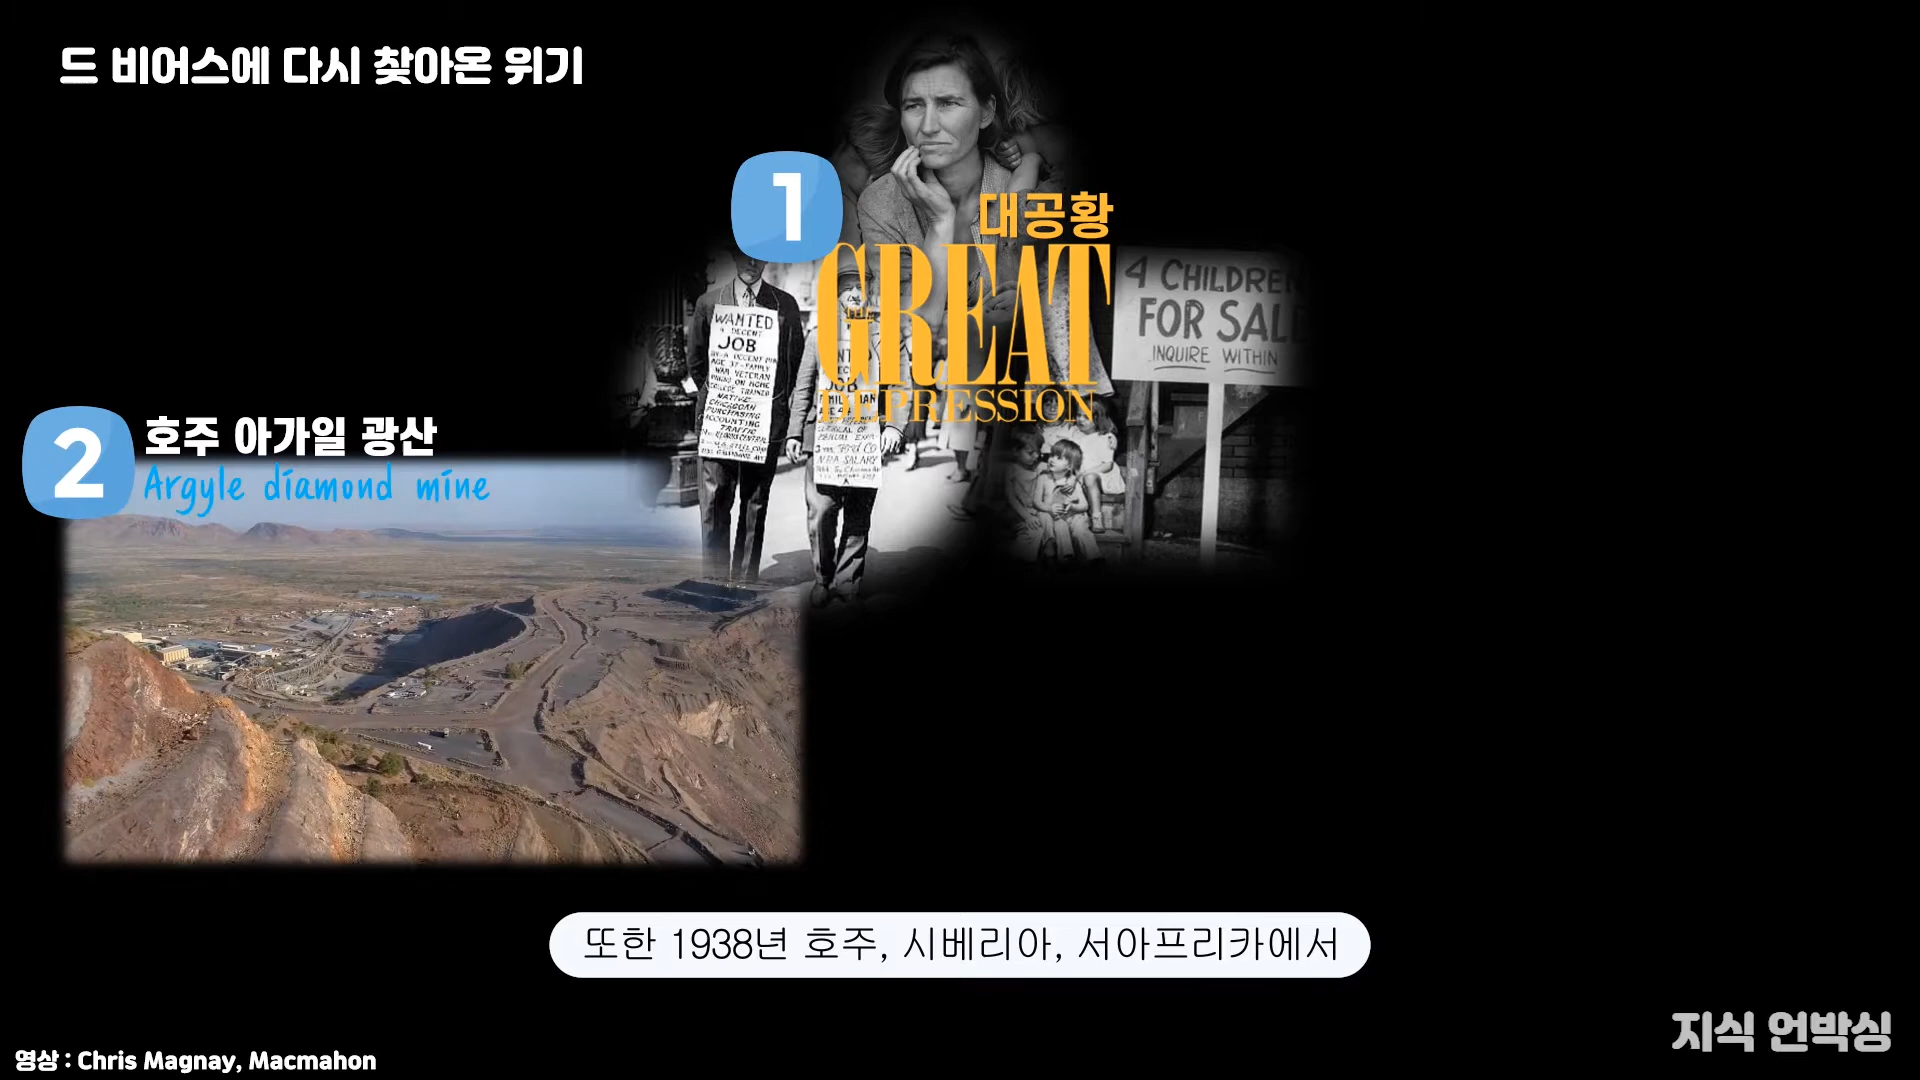 드 비어스에 다시 찾아온 위기
1
대공황
THE
GREAT
DEPRESSION
4 CHILDREN
FOR SALE
INQUIRE WITHIN
WANTED
A DECENT
JOB
2
호주 아가일 광산
Argyle diamond mine
또한 1938년 호주, 시베리아, 서아프리카에서
지식 언박싱
영상 : Chris Magnay, Macmahon